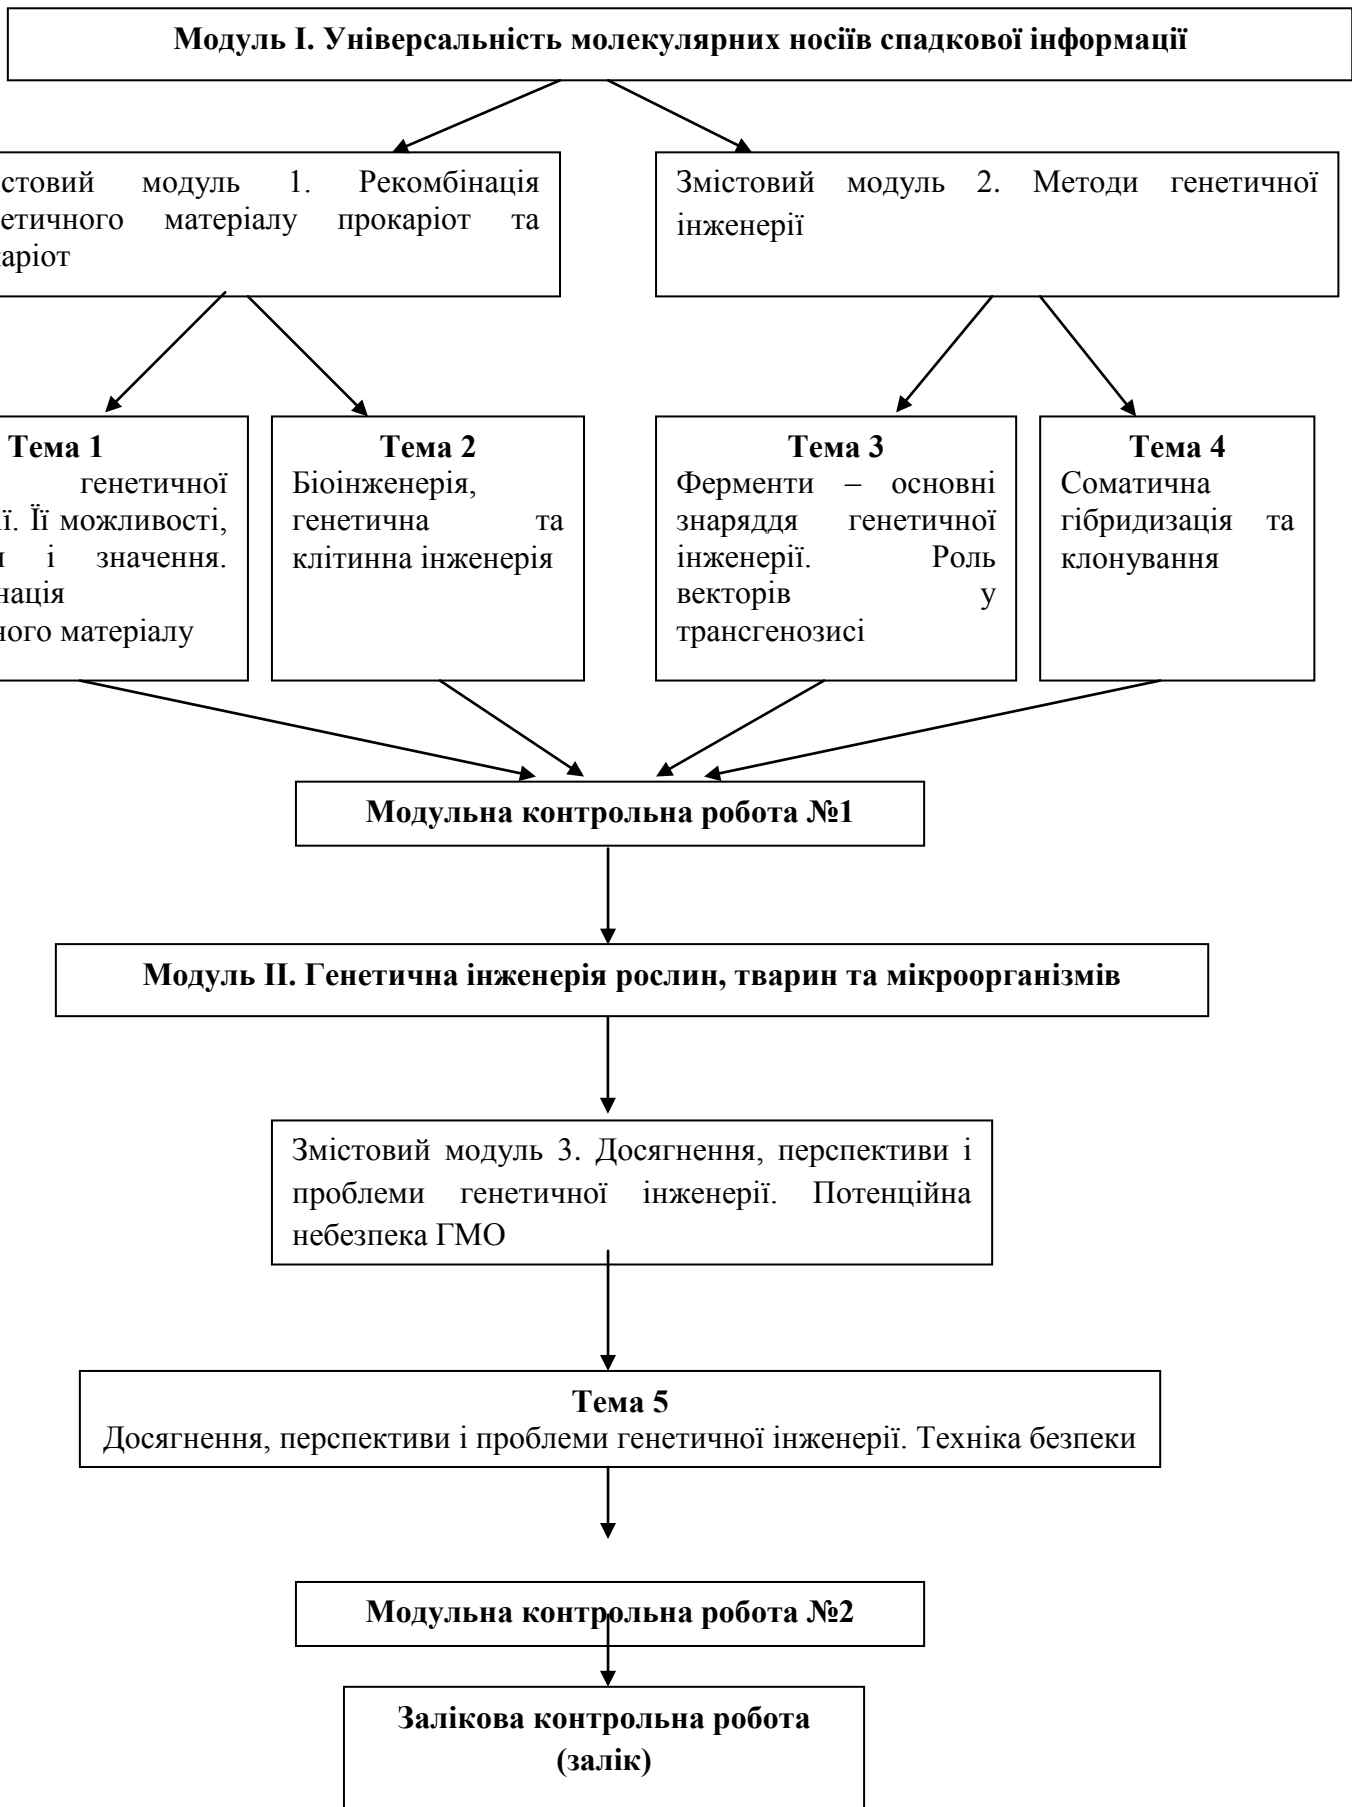 Модуль І. Універсальність молекулярних носіїв спадкової інформації
модуль 1. Рекомбінація
матеріалу прокаріот та
Змістовий модуль 2. Методи генетичної
інженерії
Тема 1
генетичної
Її можливості,
і значення.
матеріалу
Тема 2
Біоінженерія,
генетична та
клітинна інженерія
Тема 3
Ферменти – основні
знаряддя генетичної
інженерії. Роль
векторів у
трансгенозисі
Тема 4
Соматична
гібридизація та
клонування
Модульна контрольна робота №1
Модуль ІІ. Генетична інженерія рослин, тварин та мікроорганізмів
Змістовий модуль 3. Досягнення, перспективи і
проблеми генетичної інженерії. Потенційна
небезпека ГМО
Тема 5
Досягнення, перспективи і проблеми генетичної інженерії. Техніка безпеки
Модульна контрольна робота №2
Залікова контрольна робота
(залік)